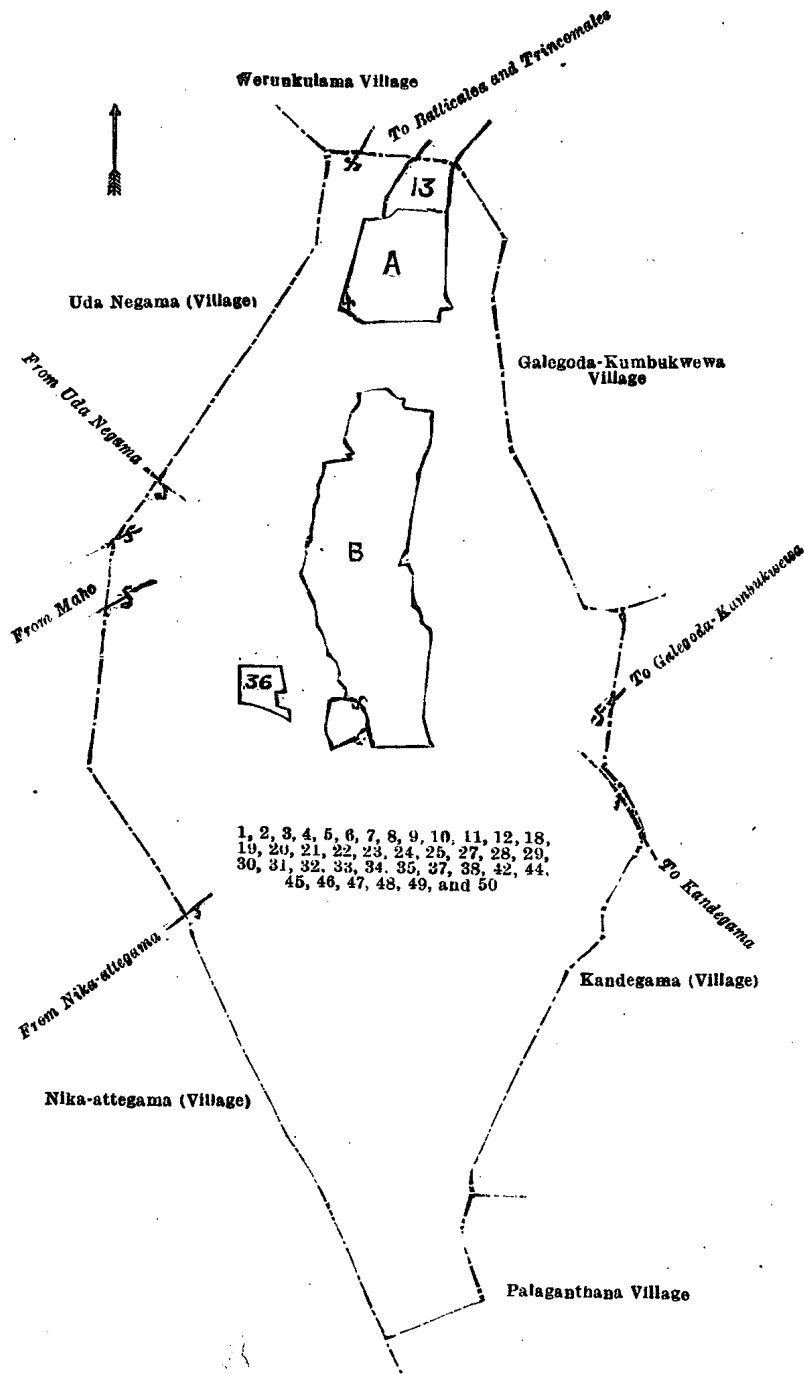 Werunkulama Village
To Batticaloa and Trincomalee
13
A
Uda Negama (Village)
Galegoda-Kumbukwewa
Village
From Uda Negama
B
From Maho
To Galegoda-Kumbukwewa
36
1, 2, 3, 4, 5, 6, 7, 8, 9, 10, 11, 12, 18,
19, 20, 21, 22, 23, 24, 25, 27, 28, 29,
30, 31, 32, 33, 34, 35, 37, 38, 42, 44,
45, 46, 47, 48, 49, and 50
To Kandegama
From Nika-attegama
Kandegama (Village)
Nika-attegama (Village)
Palaganthana Village